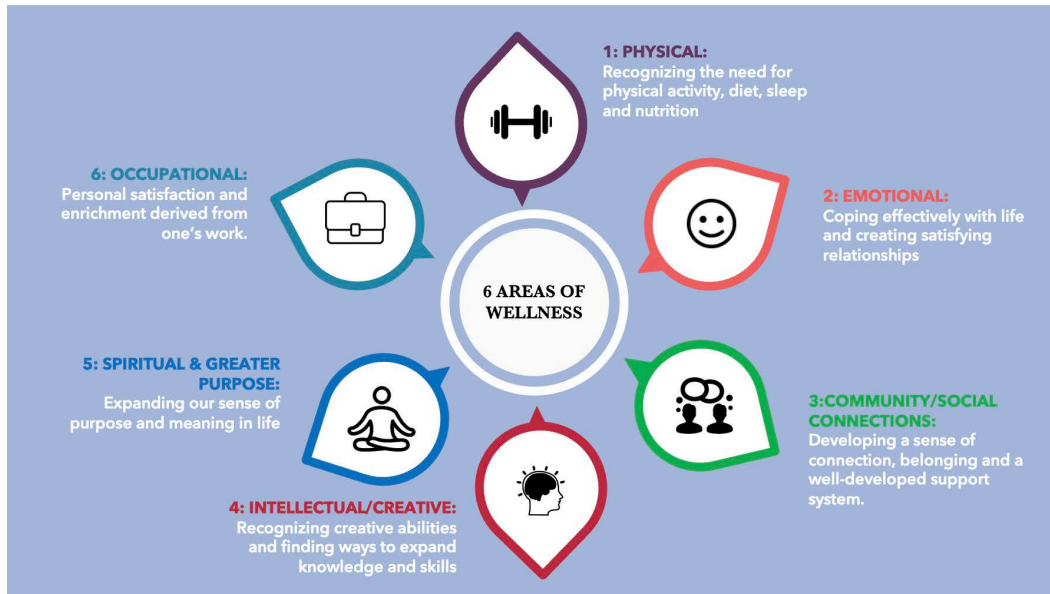 6 AREAS OF
WELLNESS
1: PHYSICAL:
Recognizing the need for
physical activity, diet, sleep
and nutrition
2: EMOTIONAL:
Coping effectively with life
and creating satisfying
relationships
3:COMMUNITY/SOCIAL
CONNECTIONS:
Developing a sense of
connection, belonging and a
well-developed support
system.
4: INTELLECTUAL/CREATIVE:
Recognizing creative abilities
and finding ways to expand
knowledge and skills
5: SPIRITUAL & GREATER
PURPOSE:
Expanding our sense of
purpose and meaning in life
6: OCCUPATIONAL:
Personal satisfaction and
enrichment derived from
one's work.